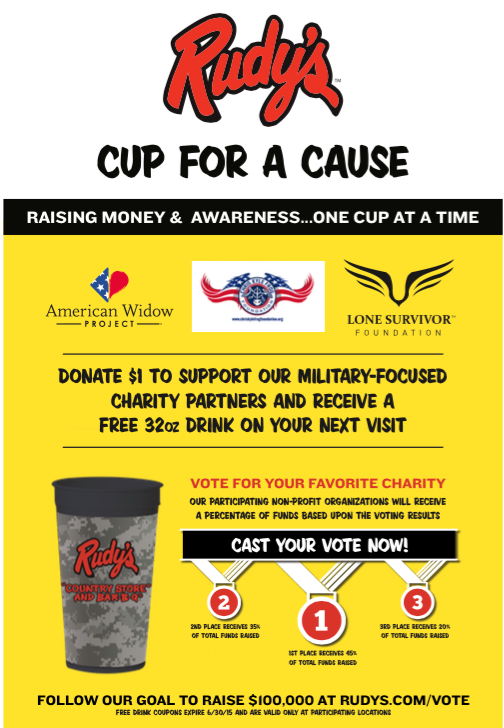 Rudy's
TM
CUP FOR A CAUSE
RAISING MONEY & AWARENESS...ONE CUP AT A TIME
American Widow
PROJECT
LONE SURVIVOR™
FOUNDATION
DONATE $1 TO SUPPORT OUR MILITARY-FOCUSED
CHARITY PARTNERS AND RECEIVE A
FREE 32oz DRINK ON YOUR NEXT VISIT
VOTE FOR YOUR FAVORITE CHARITY
OUR PARTICIPATING NON-PROFIT ORGANIZATIONS WILL RECEIVE
A PERCENTAGE OF FUNDS BASED UPON THE VOTING RESULTS
CAST YOUR VOTE NOW!
Rudy's
"COUNTRY STORE
AND BAR-B-Q"
2
2ND PLACE RECEIVES 35%
OF TOTAL FUNDS RAISED
1
1ST PLACE RECEIVES 45%
OF TOTAL FUNDS RAISED
3
3RD PLACE RECEIVES 20%
OF TOTAL FUNDS RAISED
FOLLOW OUR GOAL TO RAISE $100,000 AT RUDYS.COM/VOTE
FREE DRINK COUPONS EXPIRE 6/30/15 AND ARE VALID ONLY AT PARTICIPATING LOCATIONS